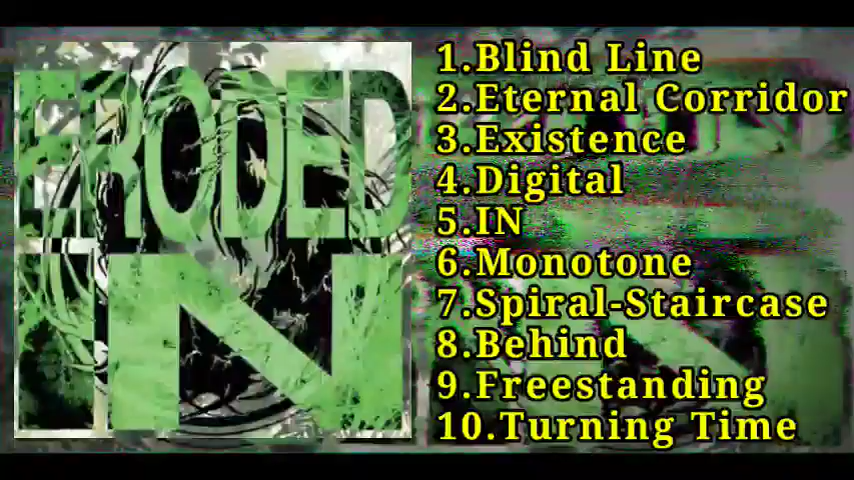 ERODED
IN
1.Blind Line
2.Eternal Corridor
3.Existence
4.Digital
5.IN
6.Monotone
7.Spiral-Staircase
8.Behind
9.Freestanding
10.Turning Time